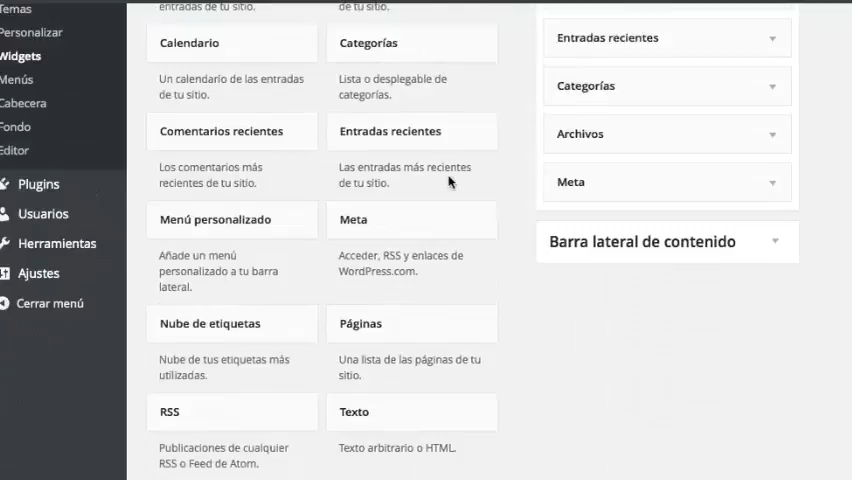 Temas
Personalizar
Widgets
Menús
Cabecera
Fondo
Editor
Plugins
Usuarios
Herramientas
Ajustes
Cerrar menú
entradas de tu sitio.
de tu sitio.
Calendario
Categorías
Un calendario de las entradas
de tu sitio.
Lista o desplegable de
categorías.
Comentarios recientes
Entradas recientes
Los comentarios más
recientes de tu sitio.
Las entradas más recientes
de tu sitio.
Menú personalizado
Meta
Añade un menú
personalizado a tu barra
lateral.
Acceder, RSS y enlaces de
WordPress.com.
Nube de etiquetas
Páginas
Nube de tus etiquetas más
utilizadas.
Una lista de las páginas de tu
sitio.
RSS
Texto
Publicaciones de cualquier
RSS o Feed de Atom.
Texto arbitrario o HTML.
Entradas recientes
Categorías
Archivos
Meta
Barra lateral de contenido